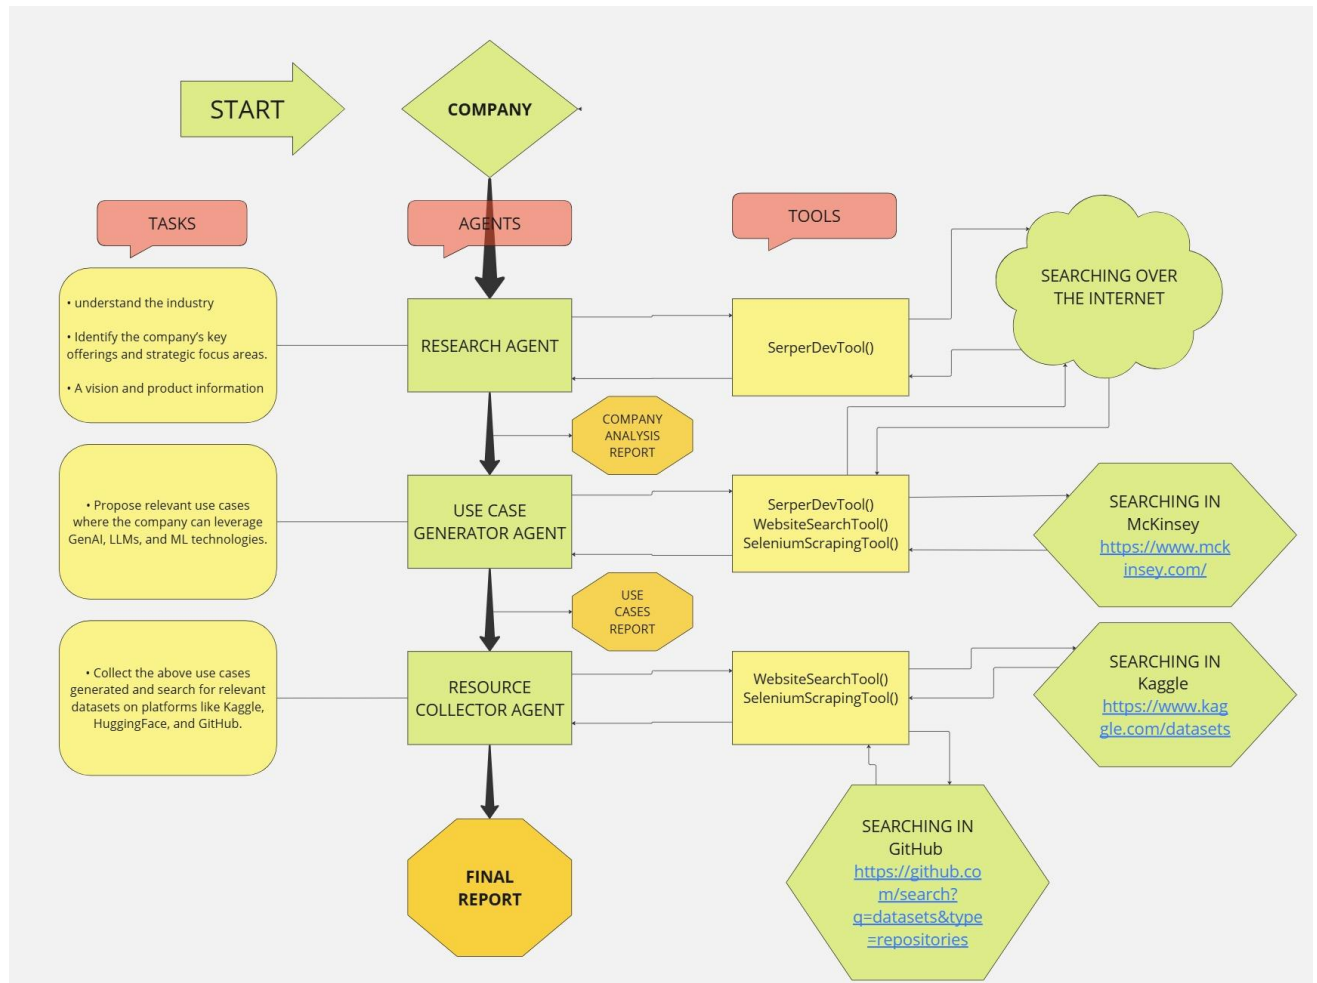 START
COMPANY
TASKS
AGENTS
TOOLS
• understand the industry
• Identify the company's key
offerings and strategic focus areas.
• A vision and product information
RESEARCH AGENT
SerperDevTool()
SEARCHING OVER
THE INTERNET
COMPANY
ANALYSIS
REPORT
• Propose relevant use cases
where the company can leverage
GenAI, LLMs, and ML technologies.
USE CASE
GENERATOR AGENT
SerperDevTool()
WebsiteSearchTool()
SeleniumScrapingTool()
SEARCHING IN
McKinsey
https://www.mck
insey.com/
USE
CASES
REPORT
• Collect the above use cases
generated and search for relevant
datasets on platforms like Kaggle,
HuggingFace, and GitHub.
RESOURCE
COLLECTOR AGENT
WebsiteSearchTool()
SeleniumScrapingTool()
SEARCHING IN
Kaggle
https://www.kag
gle.com/datasets
FINAL
REPORT
SEARCHING IN
GitHub
https://github.co
m/search?
q=datasets&type
=repositories